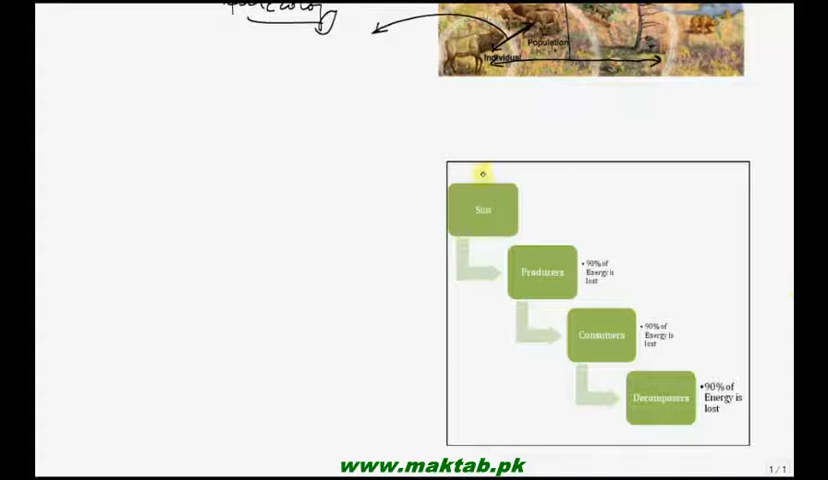 Population
Individual
Sun
Producers
• 90% of
Energy is
lost
Consumers
• 90% of
Energy is
lost
Decomposers
• 90% of
Energy is
lost
www.maktab.pk
1 / 1